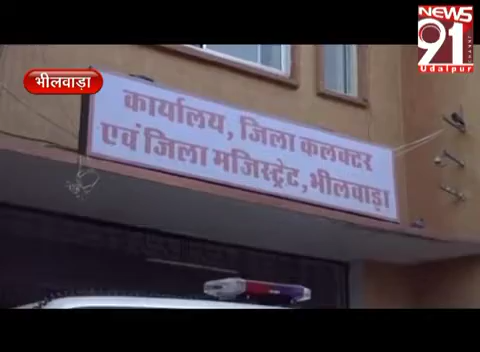 NEWS
91
Udaipur
भीलवाड़ा
कार्यालय, जिला कलक्टर
एवं जिला मजिस्ट्रेट, भीलवाड़ा